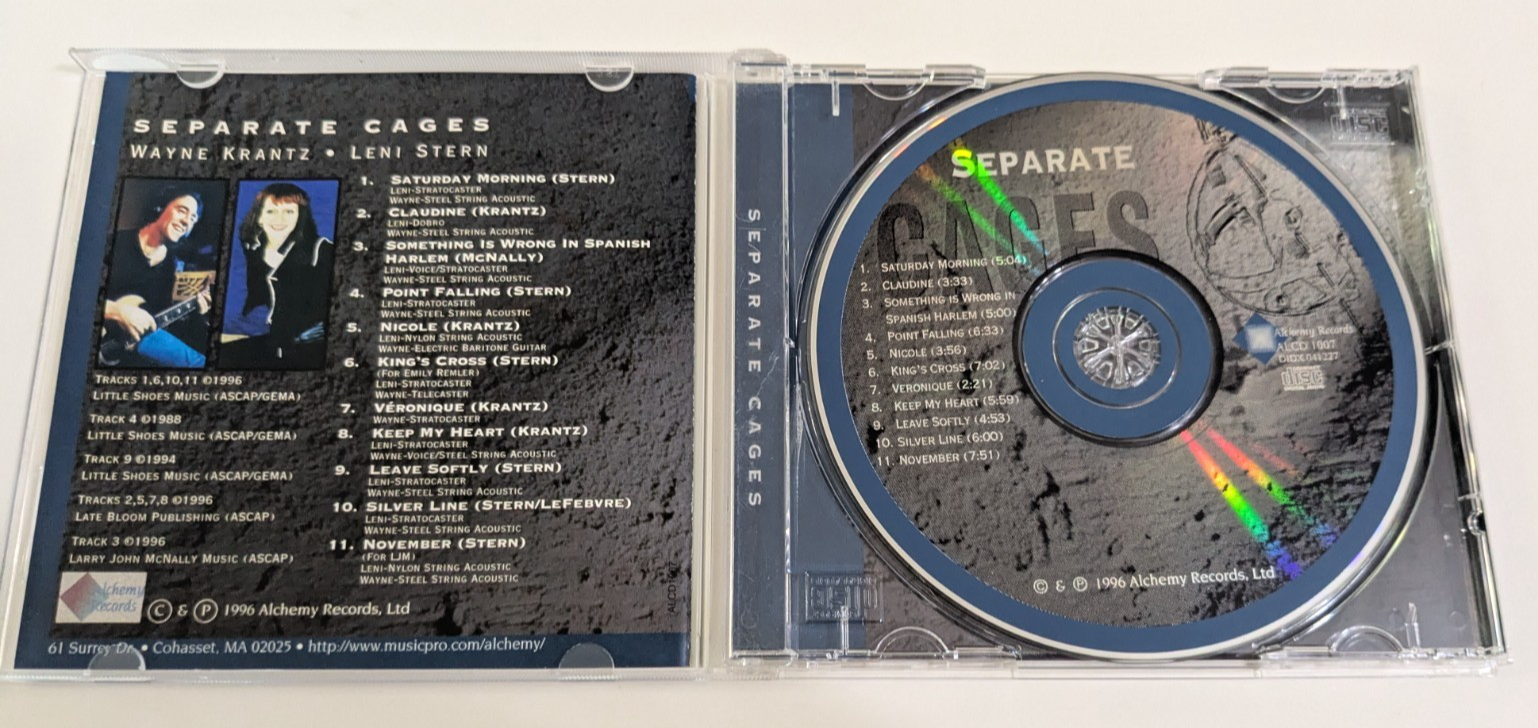 SEPARATE CAGES
WAYNE KRANTZ • LENI STERN
1. SATURDAY MORNING (STERN)
LENI-STRATOCASTER
WAYNE-STEEL STRING ACOUSTIC
2. CLAUDINE (KRANTZ)
LENI-DOBRO
WAYNE-STEEL STRING ACOUSTIC
3. SOMETHING IS WRONG IN SPANISH
HARLEM (MCNALLY)
LENI-VOICE/STRATOCASTER
WAYNE-STEEL STRING ACOUSTIC
4. POINT FALLING (STERN)
LENI-STRATOCASTER
WAYNE-STEEL STRING ACOUSTIC
5. NICOLE (KRANTZ)
LENI-NYLON STRING ACOUSTIC
WAYNE-ELECTRIC BARITONE GUITAR
6. KING'S CROSS (STERN)
(FOR EMILY REMLER)
LENI-STRATOCASTER
WAYNE-TELECASTER
7. VÉRONIQUE (KRANTZ)
WAYNE-STRATOCASTER
8. KEEP MY HEART (KRANTZ)
LENI-STRATOCASTER
WAYNE-VOICE/STEEL STRING ACOUSTIC
9. LEAVE SOFTLY (STERN)
LENI-STRATOCASTER
WAYNE-STEEL STRING ACOUSTIC
10. SILVER LINE (STERN/LEFEBVRE)
LENI-STRATOCASTER
WAYNE-STEEL STRING ACOUSTIC
11. NOVEMBER (STERN)
(FOR LJM)
LENI-NYLON STRING ACOUSTIC
WAYNE-STEEL STRING ACOUSTIC
TRACKS 1,6,10,11 ©1996
LITTLE SHOES MUSIC (ASCAP/GEMA)
TRACK 4 ©1988
LITTLE SHOES MUSIC (ASCAP/GEMA)
TRACK 9 ©1994
LITTLE SHOES MUSIC (ASCAP/GEMA)
TRACKS 2,5,7,8 ©1996
LATE BLOOM PUBLISHING (ASCAP)
TRACK 3 ©1996
LARRY JOHN MCNALLY MUSIC (ASCAP)
Alchemy
Records
© & ℗ 1996 Alchemy Records, Ltd
61 Surrey Dr. • Cohasset, MA 02025 • http://www.musicpro.com/alchemy/
SEPARATE CAGES
SEPARATE
CAGES
1. SATURDAY MORNING (5:04)
2. CLAUDINE (3:33)
3. SOMETHING IS WRONG IN
SPANISH HARLEM (5:00)
4. POINT FALLING (6:33)
5. NICOLE (3:56)
6. KING'S CROSS (7:02)
7. VERONIQUE (2:21)
8. KEEP MY HEART (5:59)
9. LEAVE SOFTLY (4:53)
10. SILVER LINE (6:00)
11. NOVEMBER (7:51)
Alchemy Records
ALCD 1007
DIDX 041227
COMPACT
disc
DIGITAL AUDIO
© & ℗ 1996 Alchemy Records, Ltd
disc
disc